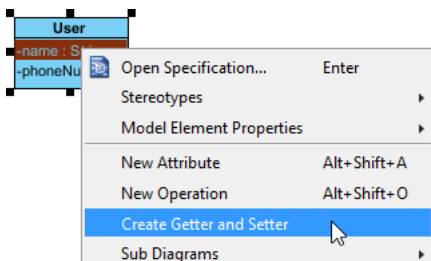 User
-name : S
-phoneNu
Open Specification... Enter
Stereotypes
Model Element Properties
New Attribute Alt+Shift+A
New Operation Alt+Shift+O
Create Getter and Setter
Sub Diagrams